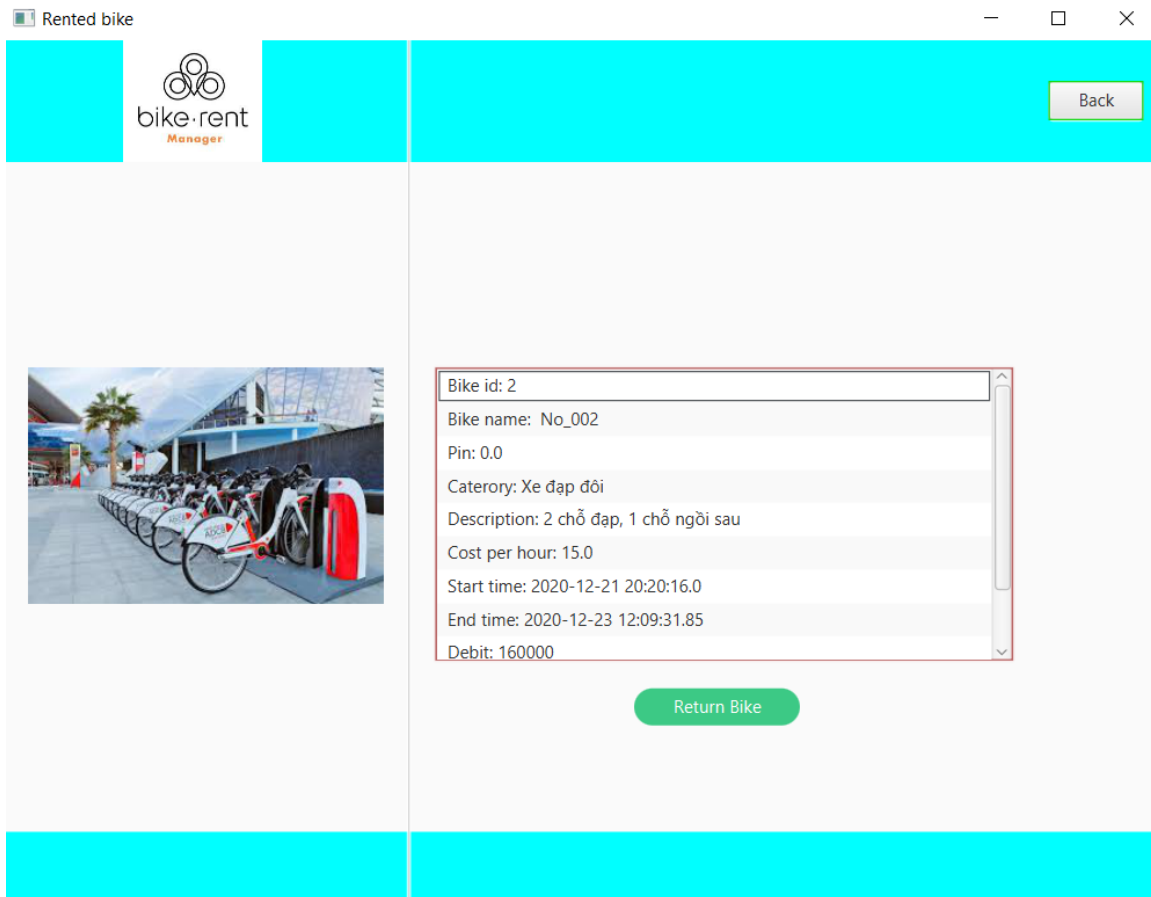 Rented bike
bike·rent
Manager
Back
Bike id: 2
Bike name: No_002
Pin: 0.0
Caterory: Xe đạp đôi
Description: 2 chỗ đạp, 1 chỗ ngồi sau
Cost per hour: 15.0
Start time: 2020-12-21 20:20:16.0
End time: 2020-12-23 12:09:31.85
Debit: 160000
Return Bike
ADCB